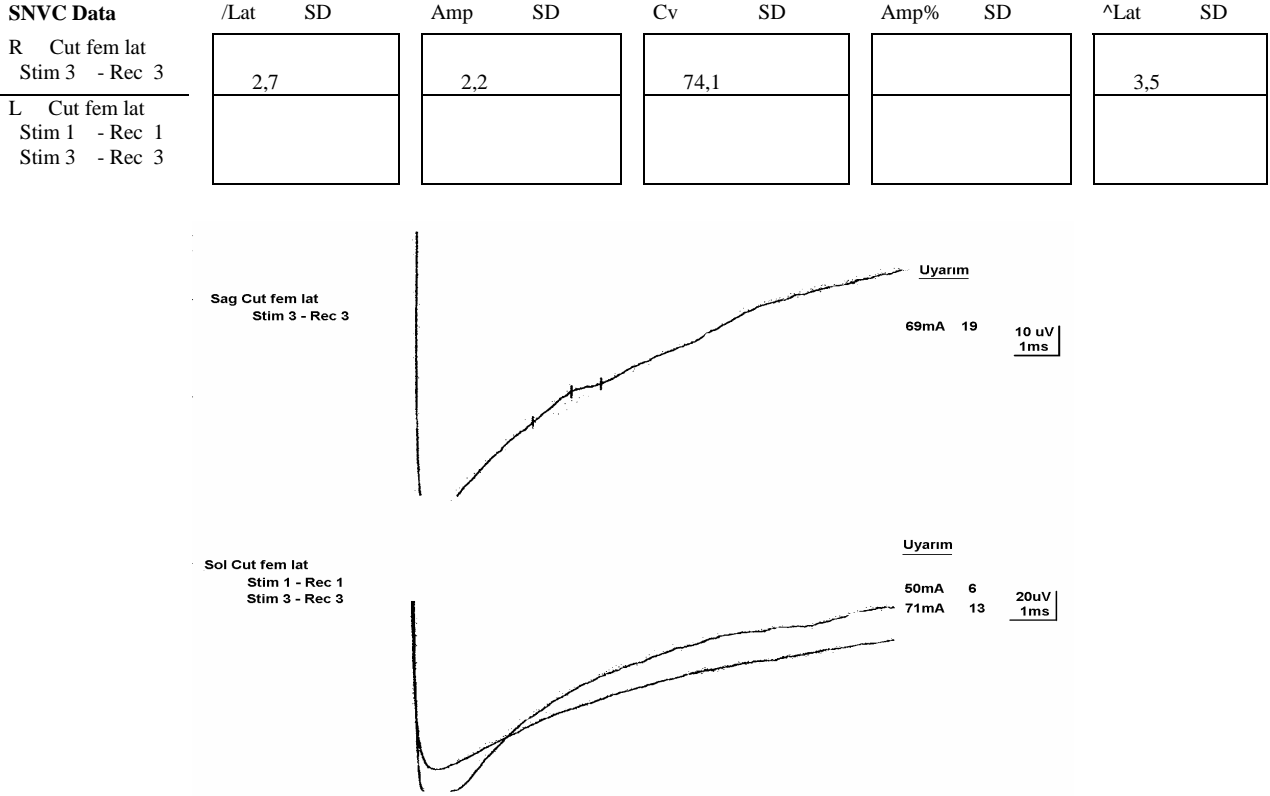 SNVC Data /Lat SD Amp SD Cv SD Amp% SD ^Lat SD
R Cut fem lat
Stim 3 - Rec 3 2,7 2,2 74,1 3,5
L Cut fem lat
Stim 1 - Rec 1
Stim 3 - Rec 3
Uyarım
Sag Cut fem lat
Stim 3 - Rec 3
69mA 19
10 uV
1ms
Uyarım
Sol Cut fem lat
Stim 1 - Rec 1
Stim 3 - Rec 3
50mA 6
71mA 13
20uV
1ms